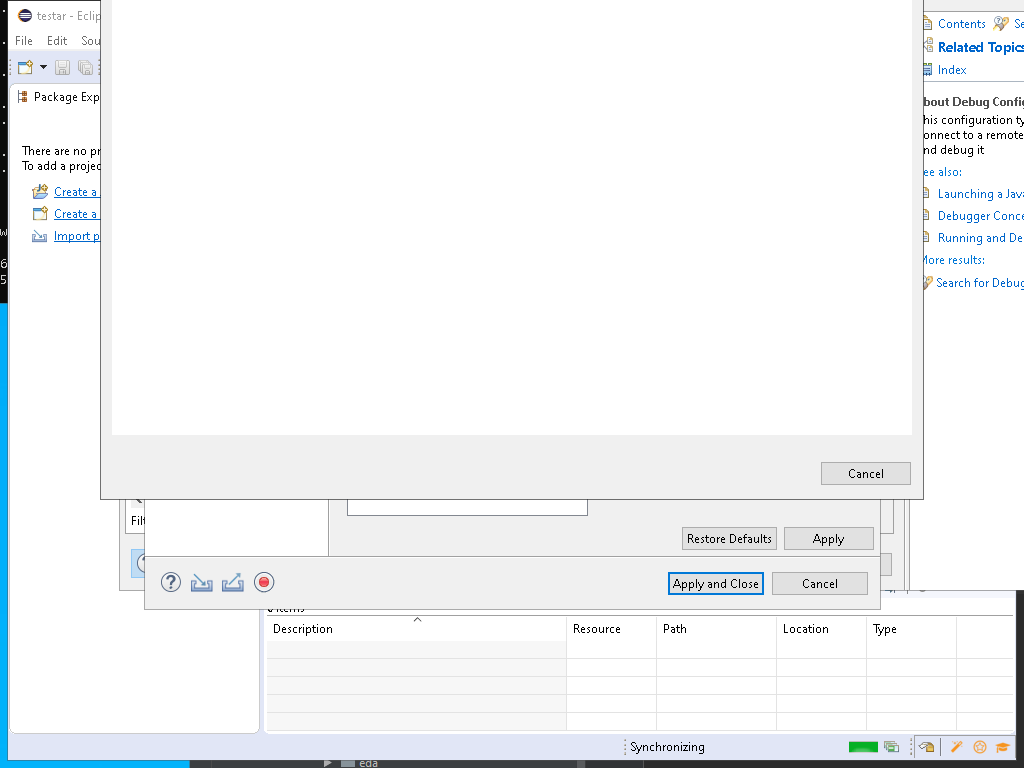 testar - Eclip
File Edit Sou
Package Exp
There are no pr
To add a projec
Create a
Create a
Import p
Contents Se
Related Topics
Index
bout Debug Config
his configuration ty
onnect to a remote
nd debug it
ee also:
Launching a Java
Debugger Conce
Running and De
More results:
Search for Debug
Cancel
Filt
Restore Defaults Apply
Apply and Close Cancel
Description Resource Path Location Type
Synchronizing
eda